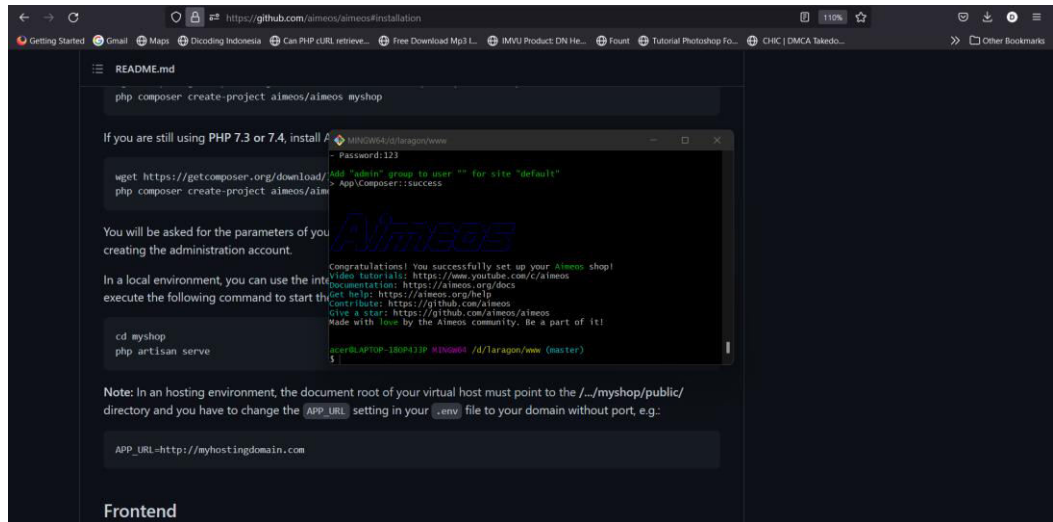 https://github.com/aimeos/aimeos#installation
110%
Getting Started
Gmail
Maps
Dicoding Indonesia
Can PHP cURL retrieve...
Free Download Mp3 L...
IMVU Product: DN He...
Fount
Tutorial Photoshop Fo...
CHIC | DMCA Takedo...
Other Bookmarks
README.md
php composer create-project aimeos/aimeos myshop
If you are still using PHP 7.3 or 7.4, install A
wget https://getcomposer.org/download/
php composer create-project aimeos/aime
You will be asked for the parameters of you
creating the administration account.
In a local environment, you can use the inte
execute the following command to start the
cd myshop
php artisan serve
Note: In an hosting environment, the document root of your virtual host must point to the /.../myshop/public/
directory and you have to change the APP_URL setting in your .env file to your domain without port, e.g.:
APP_URL=http://myhostingdomain.com
Frontend
MINGW64:/d/laragon/www
- Password:123
Add "admin" group to user "" for site "default"
> App\Composer::success
Aimeos
Congratulations! You successfully set up your Aimeos shop!
Video tutorials: https://www.youtube.com/c/aimeos
Documentation: https://aimeos.org/docs
Get help: https://aimeos.org/help
Contribute: https://github.com/aimeos
Give a star: https://github.com/aimeos/aimeos
Made with love by the Aimeos community. Be a part of it!
acer@LAPTOP-180P433P MINGW64 /d/laragon/www (master)
$